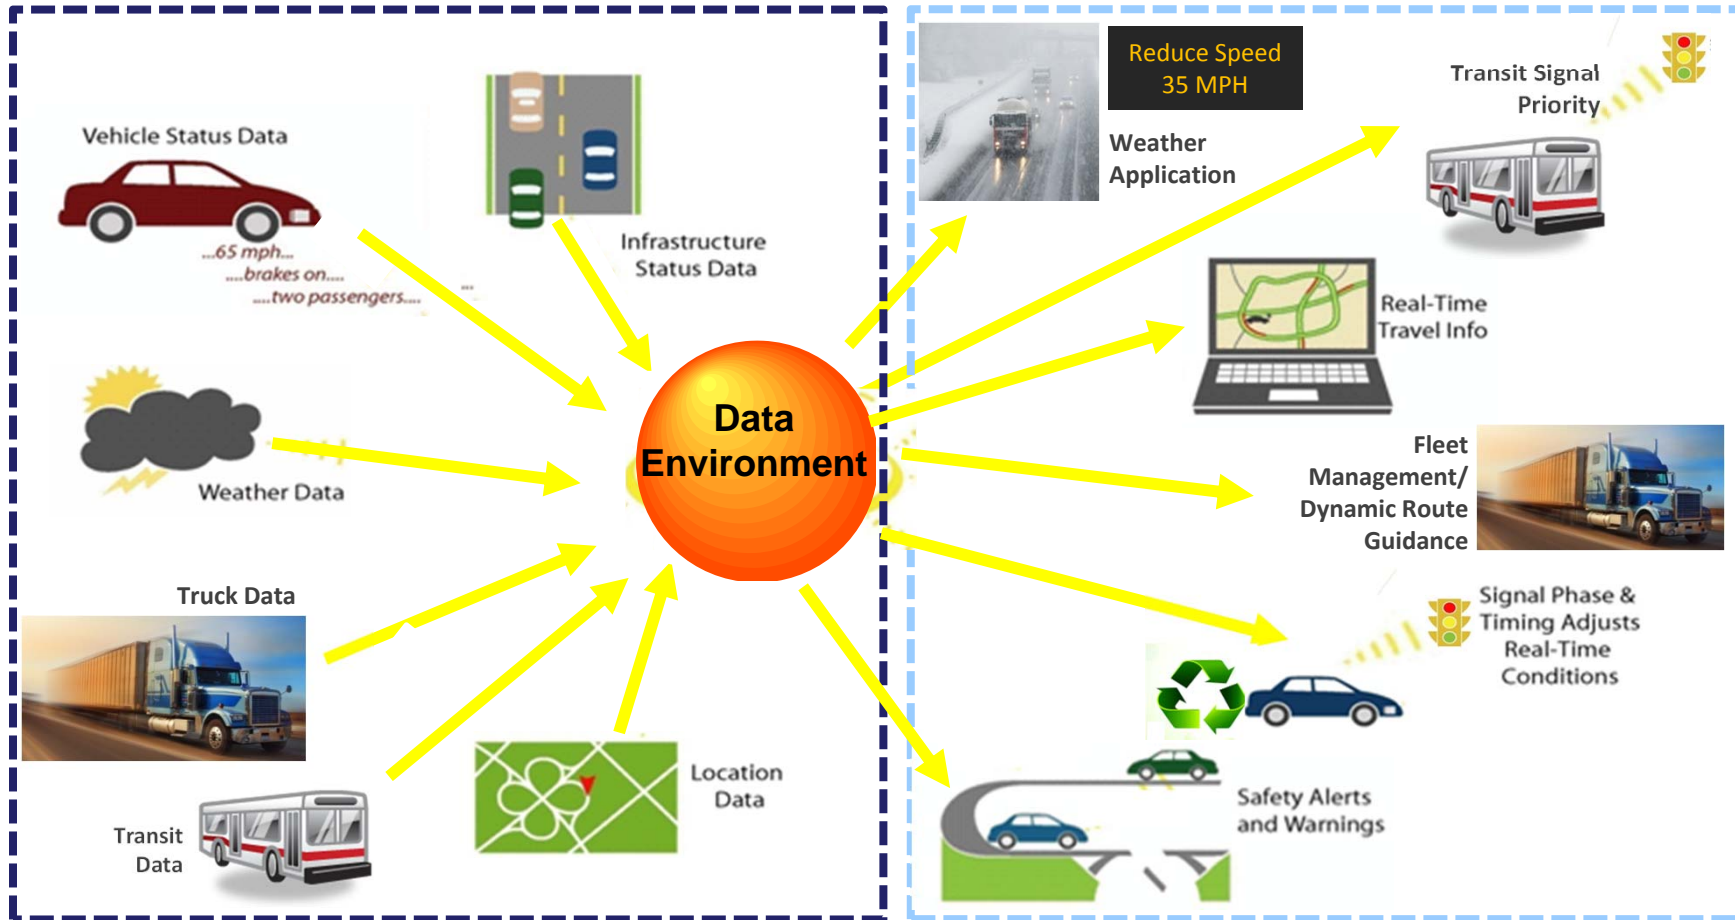 Vehicle Status Data
...65 mph...
....brakes on....
....two passengers....
...
Infrastructure
Status Data
Weather Data
Truck Data
Transit
Data
Location
Data
Data
Environment
Reduce Speed
35 MPH
Weather
Application
Transit Signal
Priority
Real-Time
Travel Info
Fleet
Management/
Dynamic Route
Guidance
Signal Phase &
Timing Adjusts
Real-Time
Conditions
Safety Alerts
and Warnings